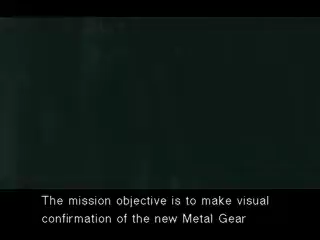 The mission objective is to make visual
confirmation of the new Metal Gear